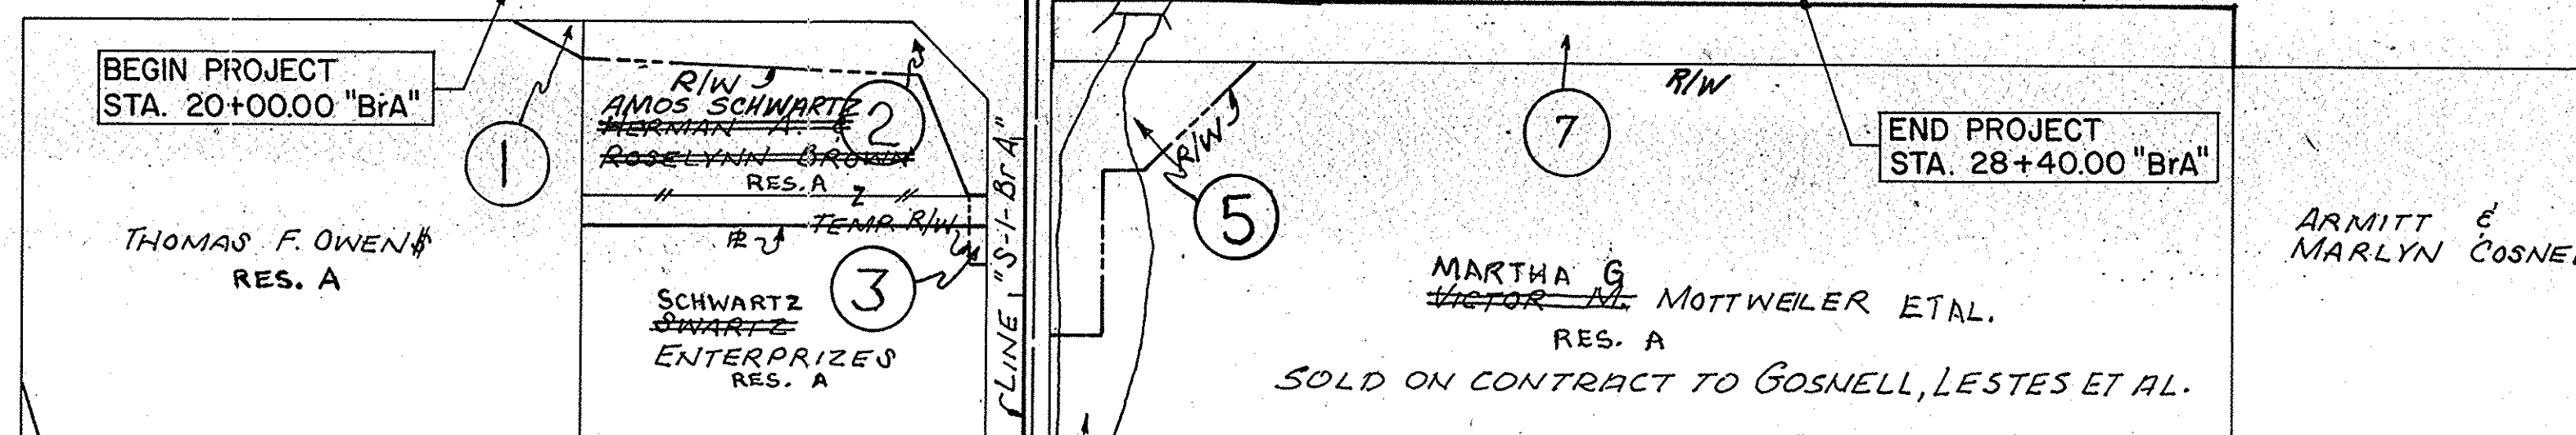 BEGIN PROJECT
STA. 20+00.00 "BrA"
1
THOMAS F. OWENS
RES. A
R/W
AMOS SCHWARTZ
HERMAN A. &
ROSELYNN BROWN
RES. A
2
TEMP. R/W
3
SCHWARTZ
SWARTZ
ENTERPRIZES
RES. A
LINE "S-1-BrA"
R/W
5
7
R/W
END PROJECT
STA. 28+40.00 "BrA"
MARTHA G
VICTOR M. MOTTWEILER ETAL.
RES. A
SOLD ON CONTRACT TO GOSNELL, LESTES ET AL.
ARMITT &
MARLYN